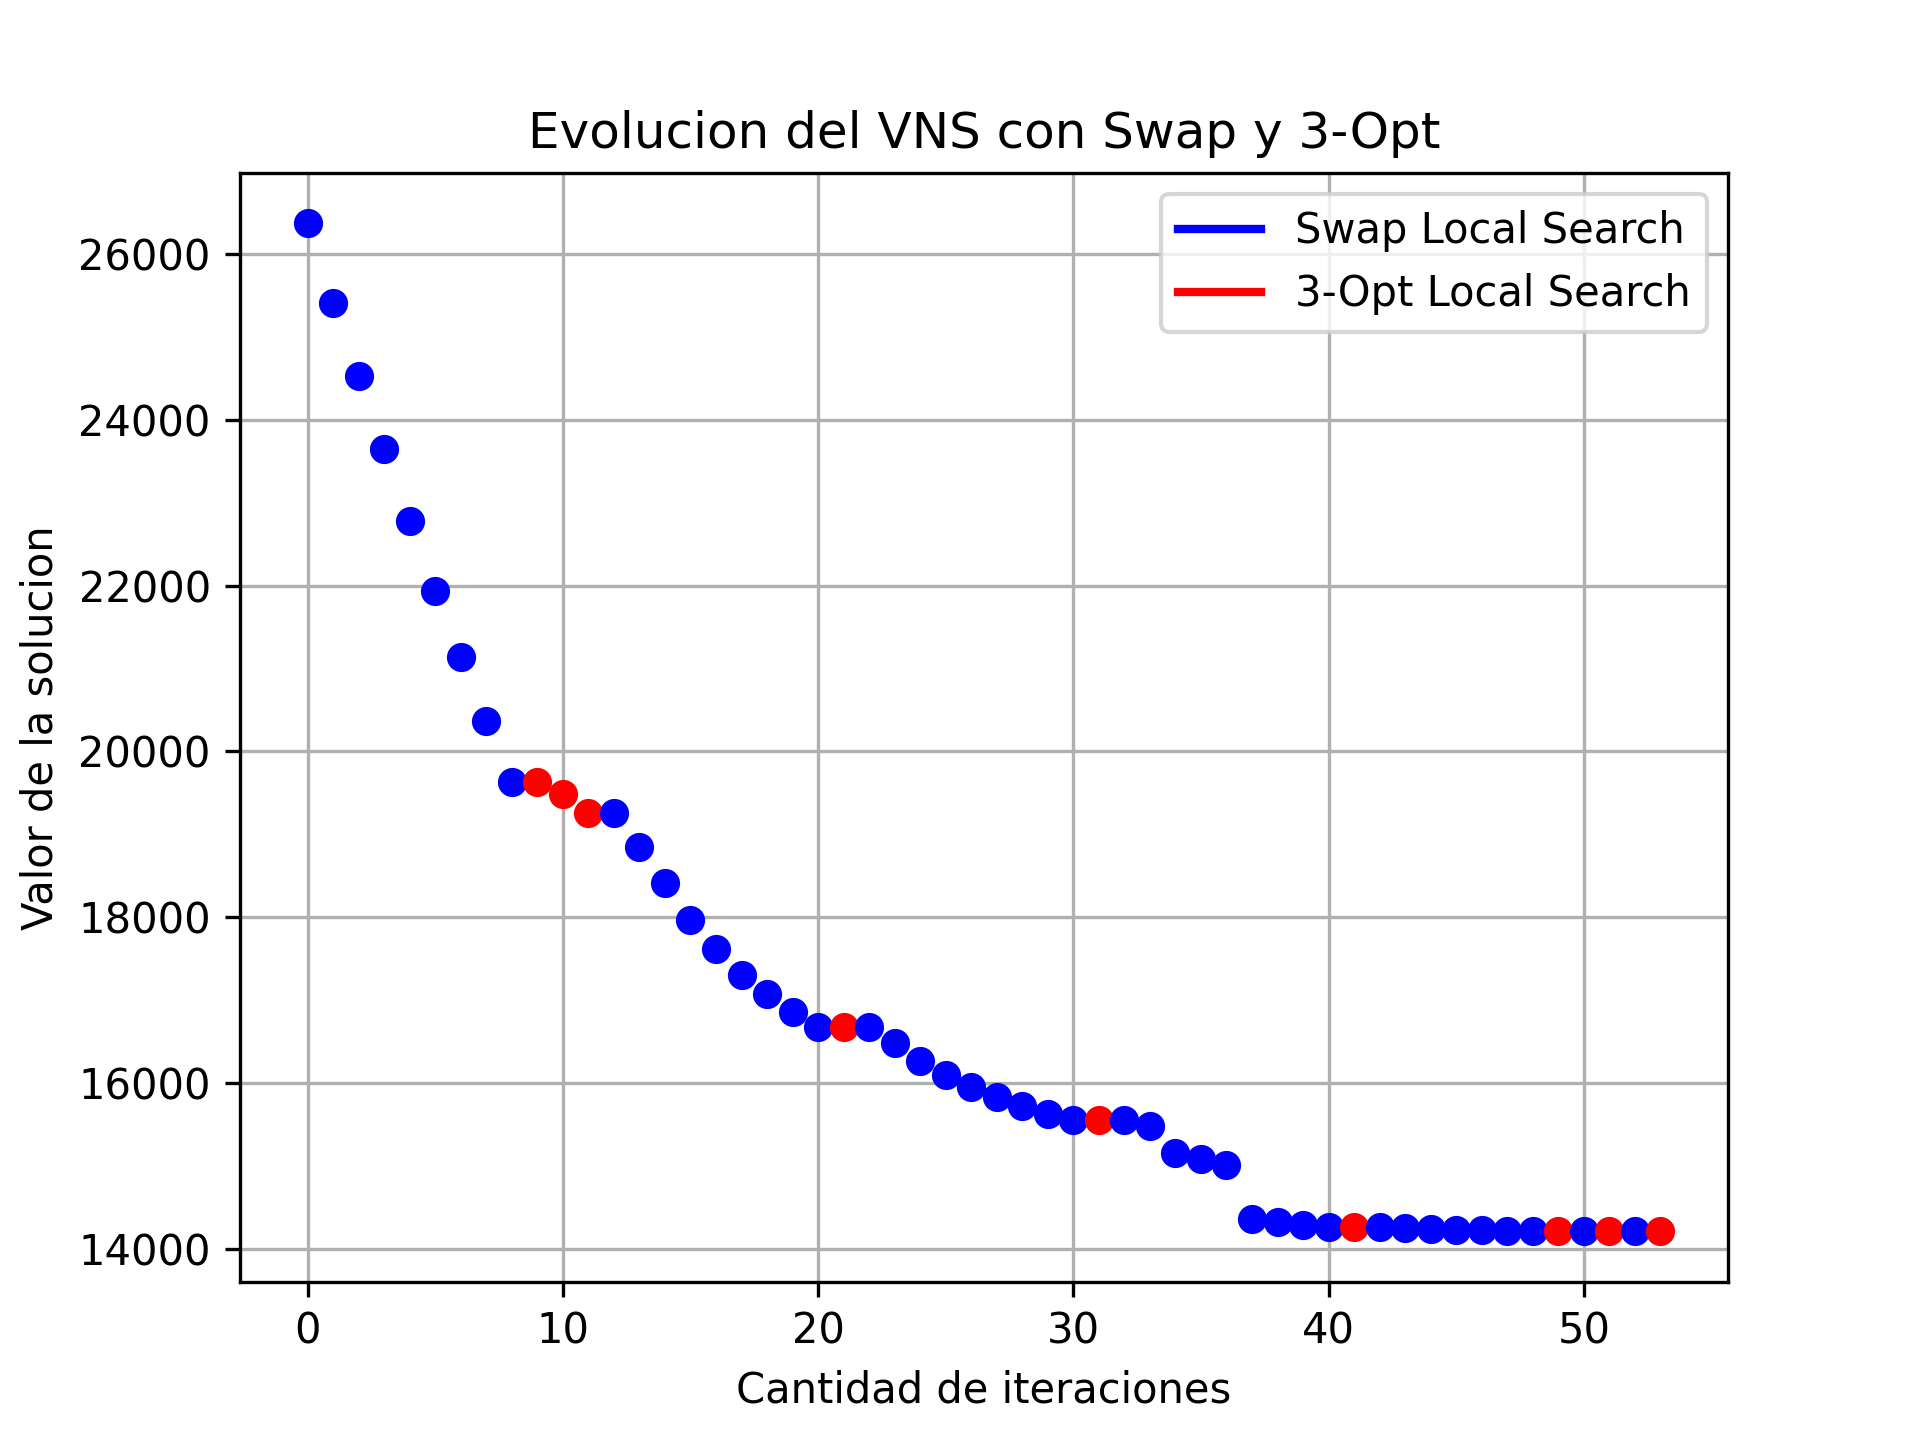 Evolucion del VNS con Swap y 3-Opt
Swap Local Search
3-Opt Local Search
Valor de la solucion
26000
24000
22000
20000
18000
16000
14000
0 10 20 30 40 50
Cantidad de iteraciones